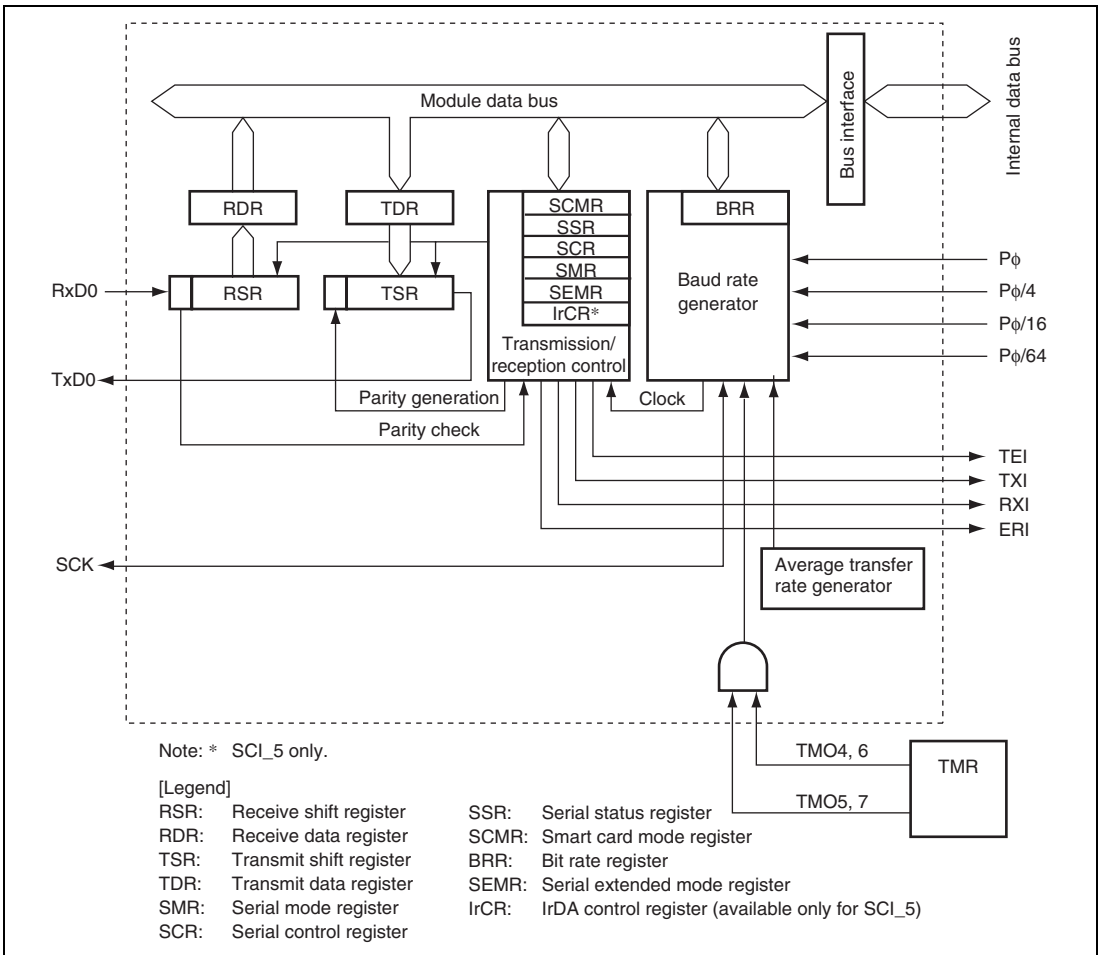 Module data bus
Bus interface
Internal data bus
RDR
TDR
SCMR
SSR
SCR
SMR
SEMR
IrCR*
Transmission/
reception control
BRR
Baud rate
generator
Pϕ
Pϕ/4
Pϕ/16
Pϕ/64
RxD0
RSR
TSR
TxD0
Parity generation
Parity check
Clock
TEI
TXI
RXI
ERI
SCK
Average transfer
rate generator
TMO4, 6
TMO5, 7
TMR
Note: * SCI_5 only.
[Legend]
RSR: Receive shift register
RDR: Receive data register
TSR: Transmit shift register
TDR: Transmit data register
SMR: Serial mode register
SCR: Serial control register
SSR: Serial status register
SCMR: Smart card mode register
BRR: Bit rate register
SEMR: Serial extended mode register
IrCR: IrDA control register (available only for SCI_5)